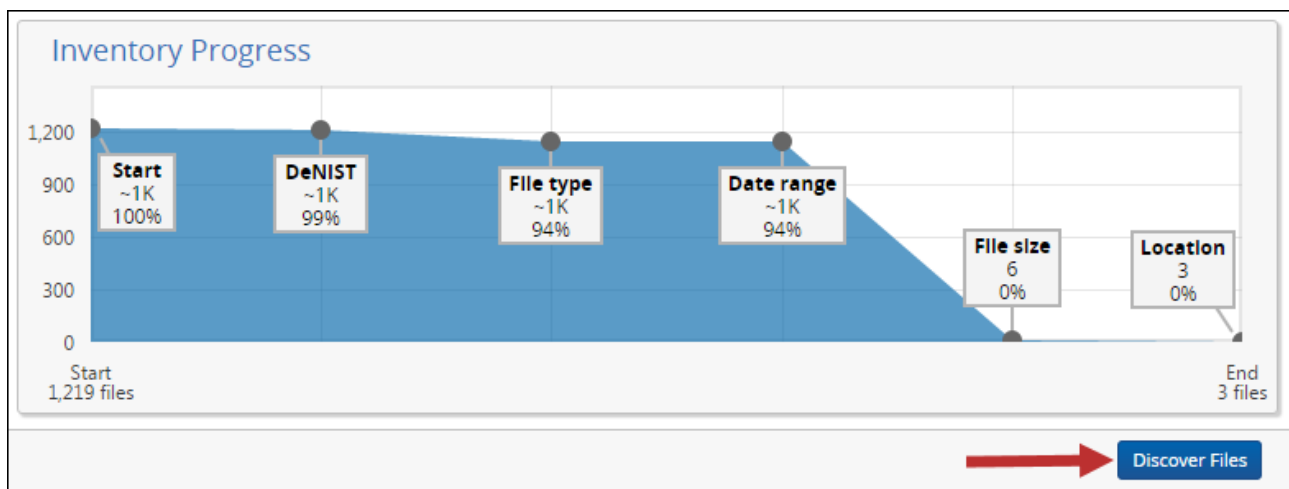 Inventory Progress
1,200
900
600
300
0
Start
~1K
100%
DeNIST
~1K
99%
File type
~1K
94%
Date range
~1K
94%
File size
6
0%
Location
3
0%
Start
1,219 files
End
3 files
Discover Files